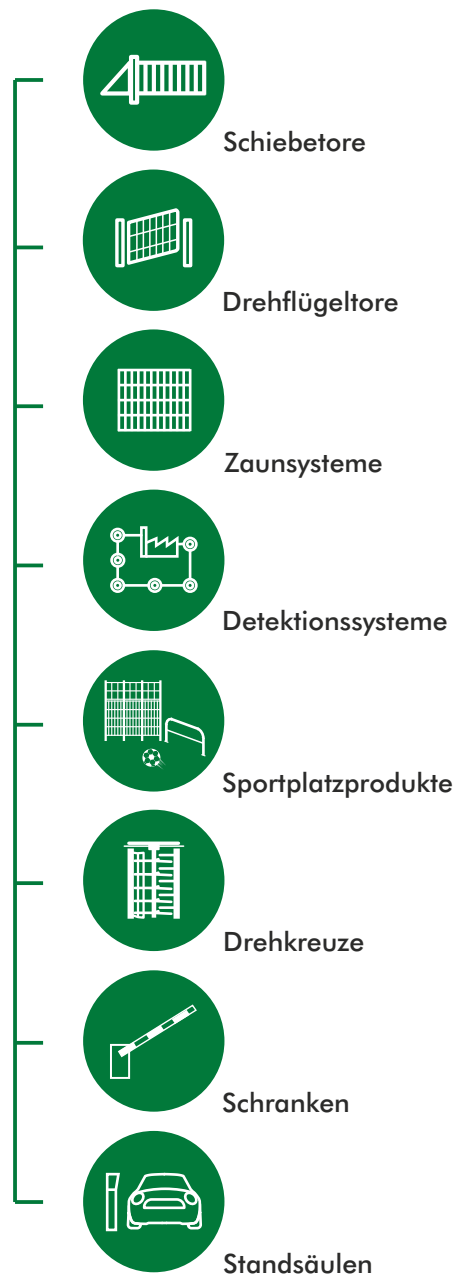 Schiebetore
Drehflügeltore
Zaunsysteme
Detektionssysteme
Sportplatzprodukte
Drehkreuze
Schranken
Standsäulen